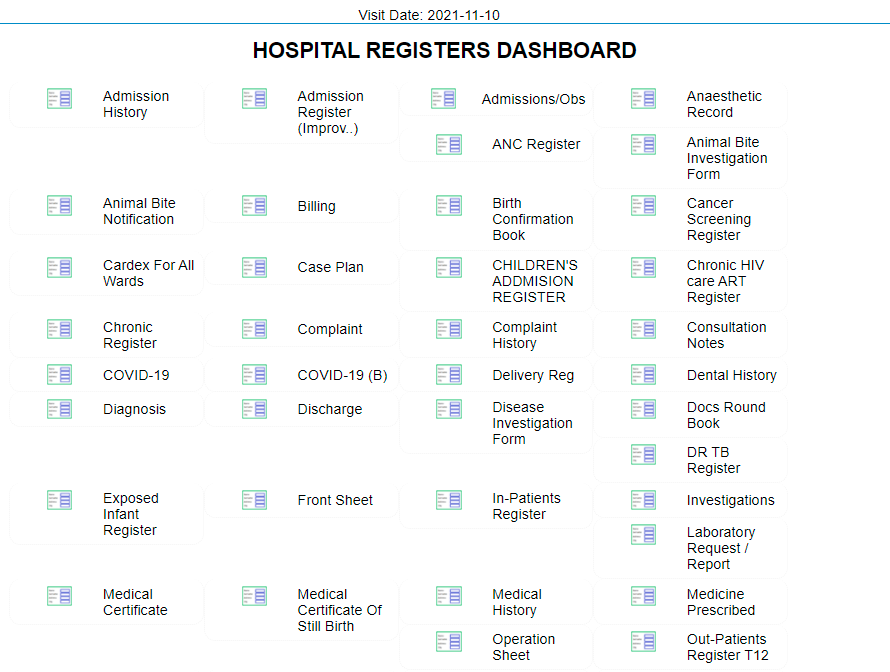 Visit Date: 2021-11-10
HOSPITAL REGISTERS DASHBOARD
Admission
History
Admission
Register
(Improv..)
Admissions/Obs
Anaesthetic
Record
ANC Register
Animal Bite
Investigation
Form
Animal Bite
Notification
Billing
Birth
Confirmation
Book
Cancer
Screening
Register
Cardex For All
Wards
Case Plan
CHILDREN'S
ADDMISION
REGISTER
Chronic HIV
care ART
Register
Chronic
Register
Complaint
Complaint
History
Consultation
Notes
COVID-19
COVID-19 (B)
Delivery Reg
Dental History
Diagnosis
Discharge
Disease
Investigation
Form
Docs Round
Book
DR TB
Register
Exposed
Infant
Register
Front Sheet
In-Patients
Register
Investigations
Laboratory
Request /
Report
Medical
Certificate
Medical
Certificate Of
Still Birth
Medical
History
Medicine
Prescribed
Operation
Sheet
Out-Patients
Register T12